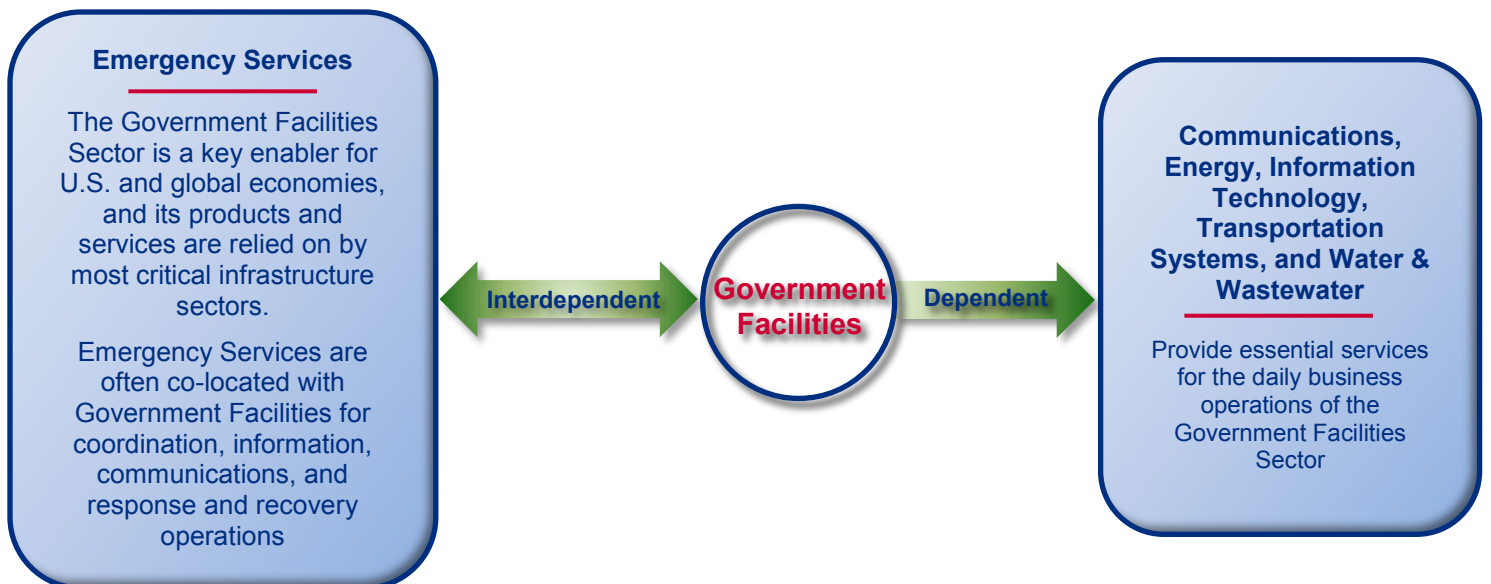 Emergency Services
The Government Facilities
Sector is a key enabler for
U.S. and global economies,
and its products and
services are relied on by
most critical infrastructure
sectors.
Emergency Services are
often co-located with
Government Facilities for
coordination, information,
communications, and
response and recovery
operations
Interdependent
Government
Facilities
Dependent
Communications,
Energy, Information
Technology,
Transportation
Systems, and Water &
Wastewater
Provide essential services
for the daily business
operations of the
Government Facilities
Sector